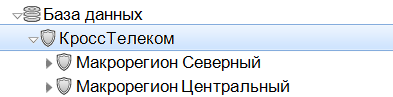 База данных
КроссТелеком
Макрорегион Северный
Макрорегион Центральный